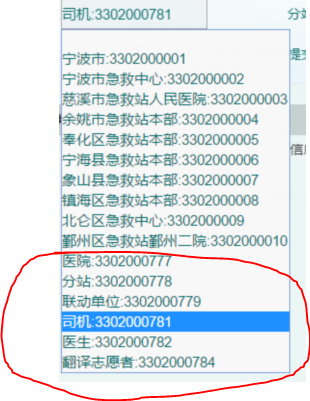 司机:3302000781 分站
宁波市:3302000001
提交
宁波市急救中心:3302000002
慈溪市急救站人民医院:3302000003
余姚市急救站本部:3302000004
奉化区急救站本部:3302000005
信息
宁海县急救站本部:3302000006
象山县急救站本部:3302000007
镇海区急救站本部:3302000008
北仑区急救中心:3302000009
鄞州区急救站鄞州二院:3302000010
医院:3302000777
分站:3302000778
联动单位:3302000779
司机:3302000781
医生:3302000782
翻译志愿者:3302000784